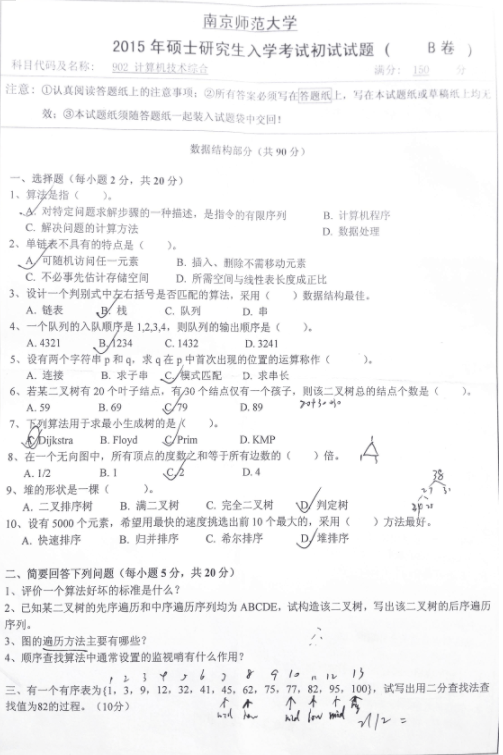 南京师范大学
2015 年硕士研究生入学考试初试试题 ( B 卷 )
科目代码及名称: 902 计算机技术综合 满分: 150 分
注意:①认真阅读答题纸上的注意事项;②所有答案必须写在答题纸上,写在本试题纸或草稿纸上均无
效;③本试题纸须随答题纸一起装入试题袋中交回!
数据结构部分(共 90 分)
一、选择题(每小题 2 分,共 20 分)
1、算法是指( )。
A. 对特定问题求解步骤的一种描述,是指令的有限序列 B. 计算机程序
C. 解决问题的计算方法 D. 数据处理
2、单链表不具有的特点是( )。
A. 可随机访问任一元素 B. 插入、删除不需移动元素
C. 不必事先估计存储空间 D. 所需空间与线性表长度成正比
3、设计一个判别式中左右括号是否匹配的算法,采用( )数据结构最佳。
A. 链表 B. 栈 C. 队列 D. 串
4、一个队列的入队顺序是 1,2,3,4,则队列的输出顺序是( )。
A. 4321 B. 1234 C. 1432 D. 3241
5、设有两个字符串 p 和 q,求 q 在 p 中首次出现的位置的运算称作( )。
A. 连接 B. 求子串 C. 模式匹配 D. 求串长
6、若某二叉树有 20 个叶子结点,有 30 个结点仅有一个孩子,则该二叉树总的结点个数是( )。
A. 59 B. 69 C. 79 D. 89
7、下列算法用于求最小生成树的是( )。
Dijkstra B. Floyd C. Prim D. KMP
8、在一个无向图中,所有顶点的度数之和等于所有边数的( )倍。
A. 1/2 B. 1 C. 2 D. 4
38
9、堆的形状是一棵( )。
A. 二叉排序树 B. 满二叉树 C. 完全二叉树 D. 判定树
10、设有 5000 个元素,希望用最快的速度挑选出前 10 个最大的,采用( )方法最好。
A. 快速排序 B. 归并排序 C. 希尔排序 D. 堆排序
二、简要回答下列问题(每小题 5 分,共 20 分)
1、评价一个算法好坏的标准是什么?
2、已知某二叉树的先序遍历和中序遍历序列均为 ABCDE,试构造该二叉树,写出该二叉树的后序遍历
序列。
3、图的遍历方法主要有哪些?
4、顺序查找算法中通常设置的监视哨有什么作用?
1 2 3 4 5 6 7 8 9 10 11 12 13
三、有一个有序表为{1,3,9,12,32,41,45,62,75,77,82,95,100},试写出用二分查找法查
找值为82的过程。(10分)
mid low mid low mid 21/2 =